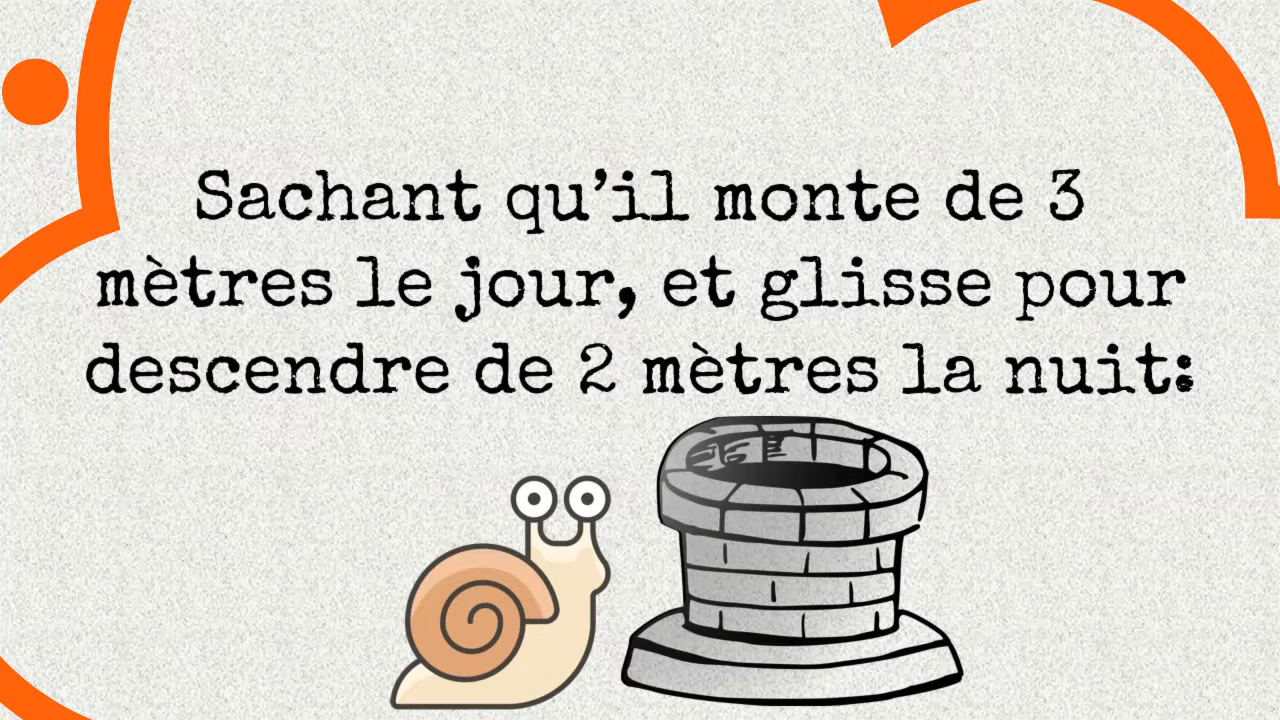 Sachant qu’il monte de 3
mètres le jour, et glisse pour
descendre de 2 mètres la nuit: